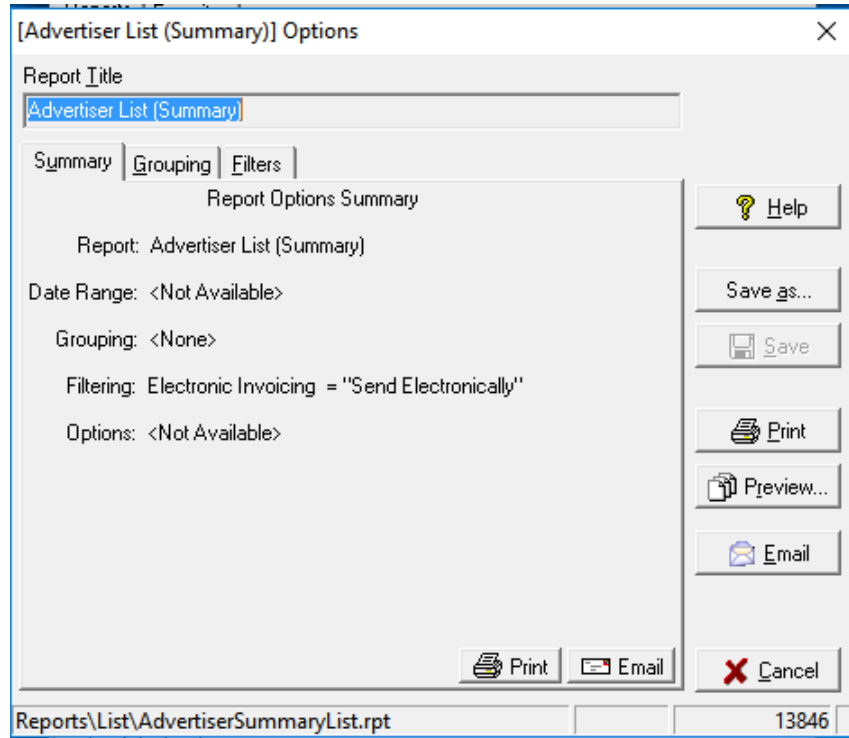 [Advertiser List (Summary)] Options
Report Title
Advertiser List (Summary)
Summary Grouping Filters
Report Options Summary
Report: Advertiser List (Summary)
Date Range: <Not Available>
Grouping: <None>
Filtering: Electronic Invoicing = "Send Electronically"
Options: <Not Available>
Print Email
Help
Save as...
Save
Print
Preview...
Email
Cancel
Reports\List\AdvertiserSummaryList.rpt 13846